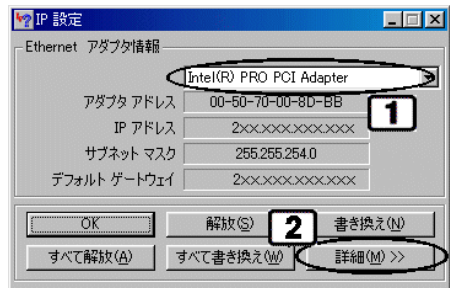 IP 設定
Ethernet アダプタ情報
Intel(R) PRO PCI Adapter
1
アダプタ アドレス 00-50-70-00-8D-BB
IP アドレス 2xx.xxx.xxx.xxx
サブネット マスク 255.255.254.0
デフォルト ゲートウェイ 2xx.xxx.xxx.xxx
OK 解放(S) 2 書き換え(N)
すべて解放(A) すべて書き換え(W) 詳細(M) >>